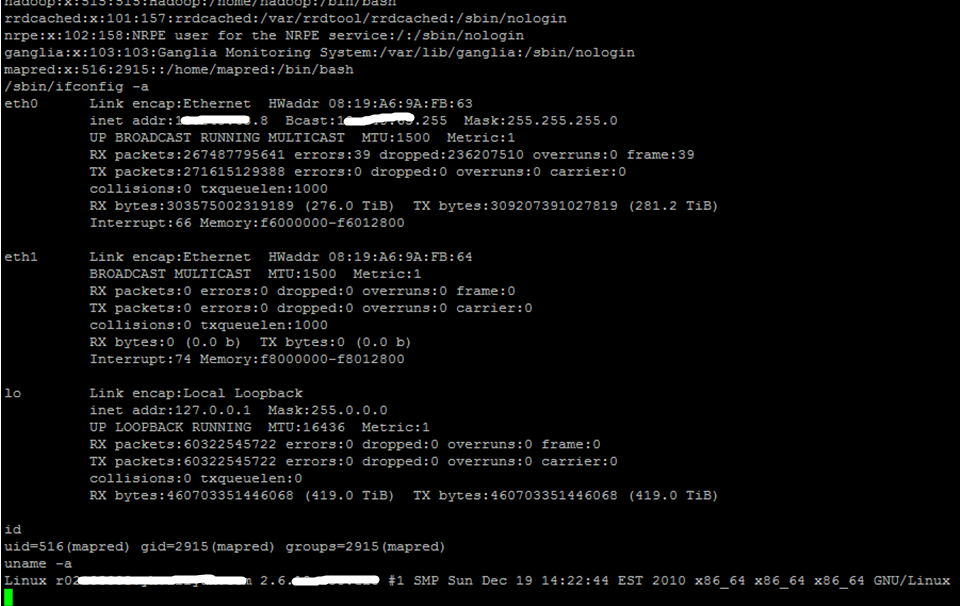 hadoop:x:515:515:Hadoop:/home/hadoop:/bin/bash
rrdcached:x:101:157:rrdcached:/var/rrdtool/rrdcached:/sbin/nologin
nrpe:x:102:158:NRPE user for the NRPE service:/:/sbin/nologin
ganglia:x:103:103:Ganglia Monitoring System:/var/lib/ganglia:/sbin/nologin
mapred:x:516:2915::/home/mapred:/bin/bash
/sbin/ifconfig -a
eth0 Link encap:Ethernet HWaddr 08:19:A6:9A:FB:63
inet addr:1 .8 Bcast:1 .255 Mask:255.255.255.0
UP BROADCAST RUNNING MULTICAST MTU:1500 Metric:1
RX packets:267487795641 errors:39 dropped:236207510 overruns:0 frame:39
TX packets:271615129388 errors:0 dropped:0 overruns:0 carrier:0
collisions:0 txqueuelen:1000
RX bytes:303575002319189 (276.0 TiB) TX bytes:309207391027819 (281.2 TiB)
Interrupt:66 Memory:f6000000-f6012800
eth1 Link encap:Ethernet HWaddr 08:19:A6:9A:FB:64
BROADCAST MULTICAST MTU:1500 Metric:1
RX packets:0 errors:0 dropped:0 overruns:0 frame:0
TX packets:0 errors:0 dropped:0 overruns:0 carrier:0
collisions:0 txqueuelen:1000
RX bytes:0 (0.0 b) TX bytes:0 (0.0 b)
Interrupt:74 Memory:f8000000-f8012800
lo Link encap:Local Loopback
inet addr:127.0.0.1 Mask:255.0.0.0
UP LOOPBACK RUNNING MTU:16436 Metric:1
RX packets:60322545722 errors:0 dropped:0 overruns:0 frame:0
TX packets:60322545722 errors:0 dropped:0 overruns:0 carrier:0
collisions:0 txqueuelen:0
RX bytes:460703351446068 (419.0 TiB) TX bytes:460703351446068 (419.0 TiB)
id
uid=516(mapred) gid=2915(mapred) groups=2915(mapred)
uname -a
Linux r02 2.6. #1 SMP Sun Dec 19 14:22:44 EST 2010 x86_64 x86_64 x86_64 GNU/Linux